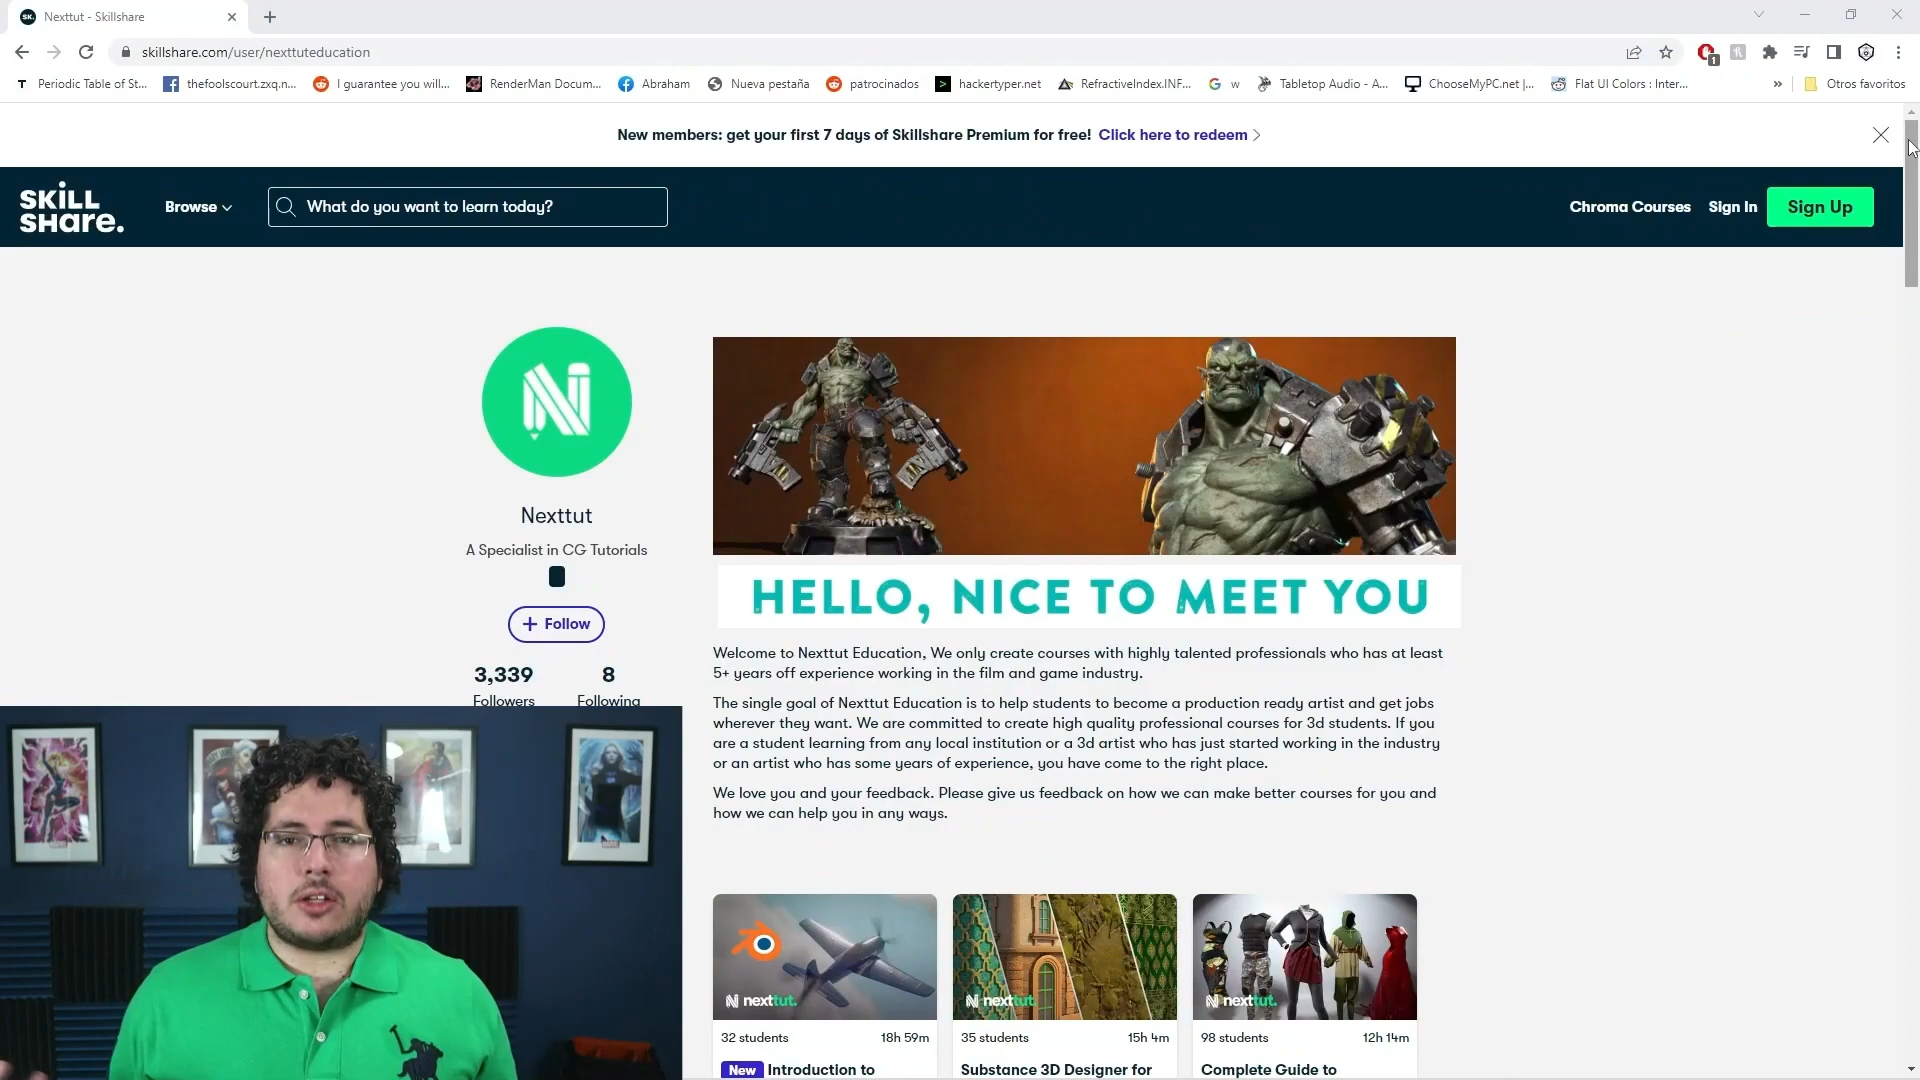 Nexttut - Skillshare
skillshare.com/user/nexttuteducation
1
T Periodic Table of St... thefoolscourt.zxq.n... I guarantee you will... RenderMan Docum... Abraham Nueva pestaña patrocinados hackertyper.net RefractiveIndex.INF... w Tabletop Audio - A... ChooseMyPC.net |... Flat UI Colors : Inter... » Otros favoritos
New members: get your first 7 days of Skillshare Premium for free! Click here to redeem
SKILL
SHare.
Browse
What do you want to learn today?
Chroma Courses Sign In Sign Up
N
Nexttut
A Specialist in CG Tutorials
+ Follow
3,339 8
Followers Following
HELLO, NICE TO MEET YOU
Welcome to Nexttut Education, We only create courses with highly talented professionals who has at least
5+ years off experience working in the film and game industry.
The single goal of Nexttut Education is to help students to become a production ready artist and get jobs
wherever they want. We are committed to create high quality professional courses for 3d students. If you
are a student learning from any local institution or a 3d artist who has just started working in the industry
or an artist who has some years of experience, you have come to the right place.
We love you and your feedback. Please give us feedback on how we can make better courses for you and
how we can help you in any ways.
N nexttut.
32 students 18h 59m
New Introduction to
N nexttut.
35 students 15h 4m
Substance 3D Designer for
N nexttut.
98 students 12h 14m
Complete Guide to